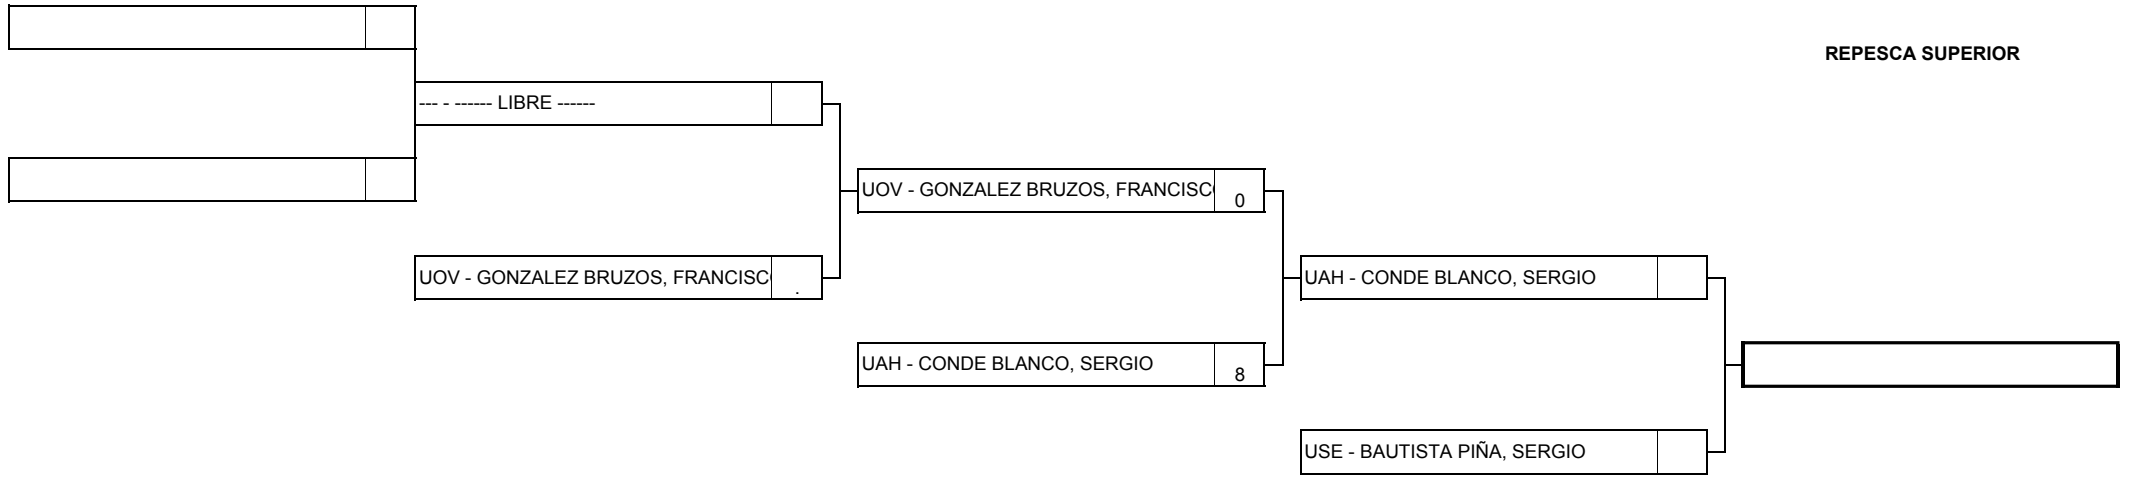 REPESCA SUPERIOR
--- - ------ LIBRE ------
UOV - GONZALEZ BRUZOS, FRANCISC
0
UOV - GONZALEZ BRUZOS, FRANCISC
.
UAH - CONDE BLANCO, SERGIO
UAH - CONDE BLANCO, SERGIO
8
USE - BAUTISTA PIÑA, SERGIO